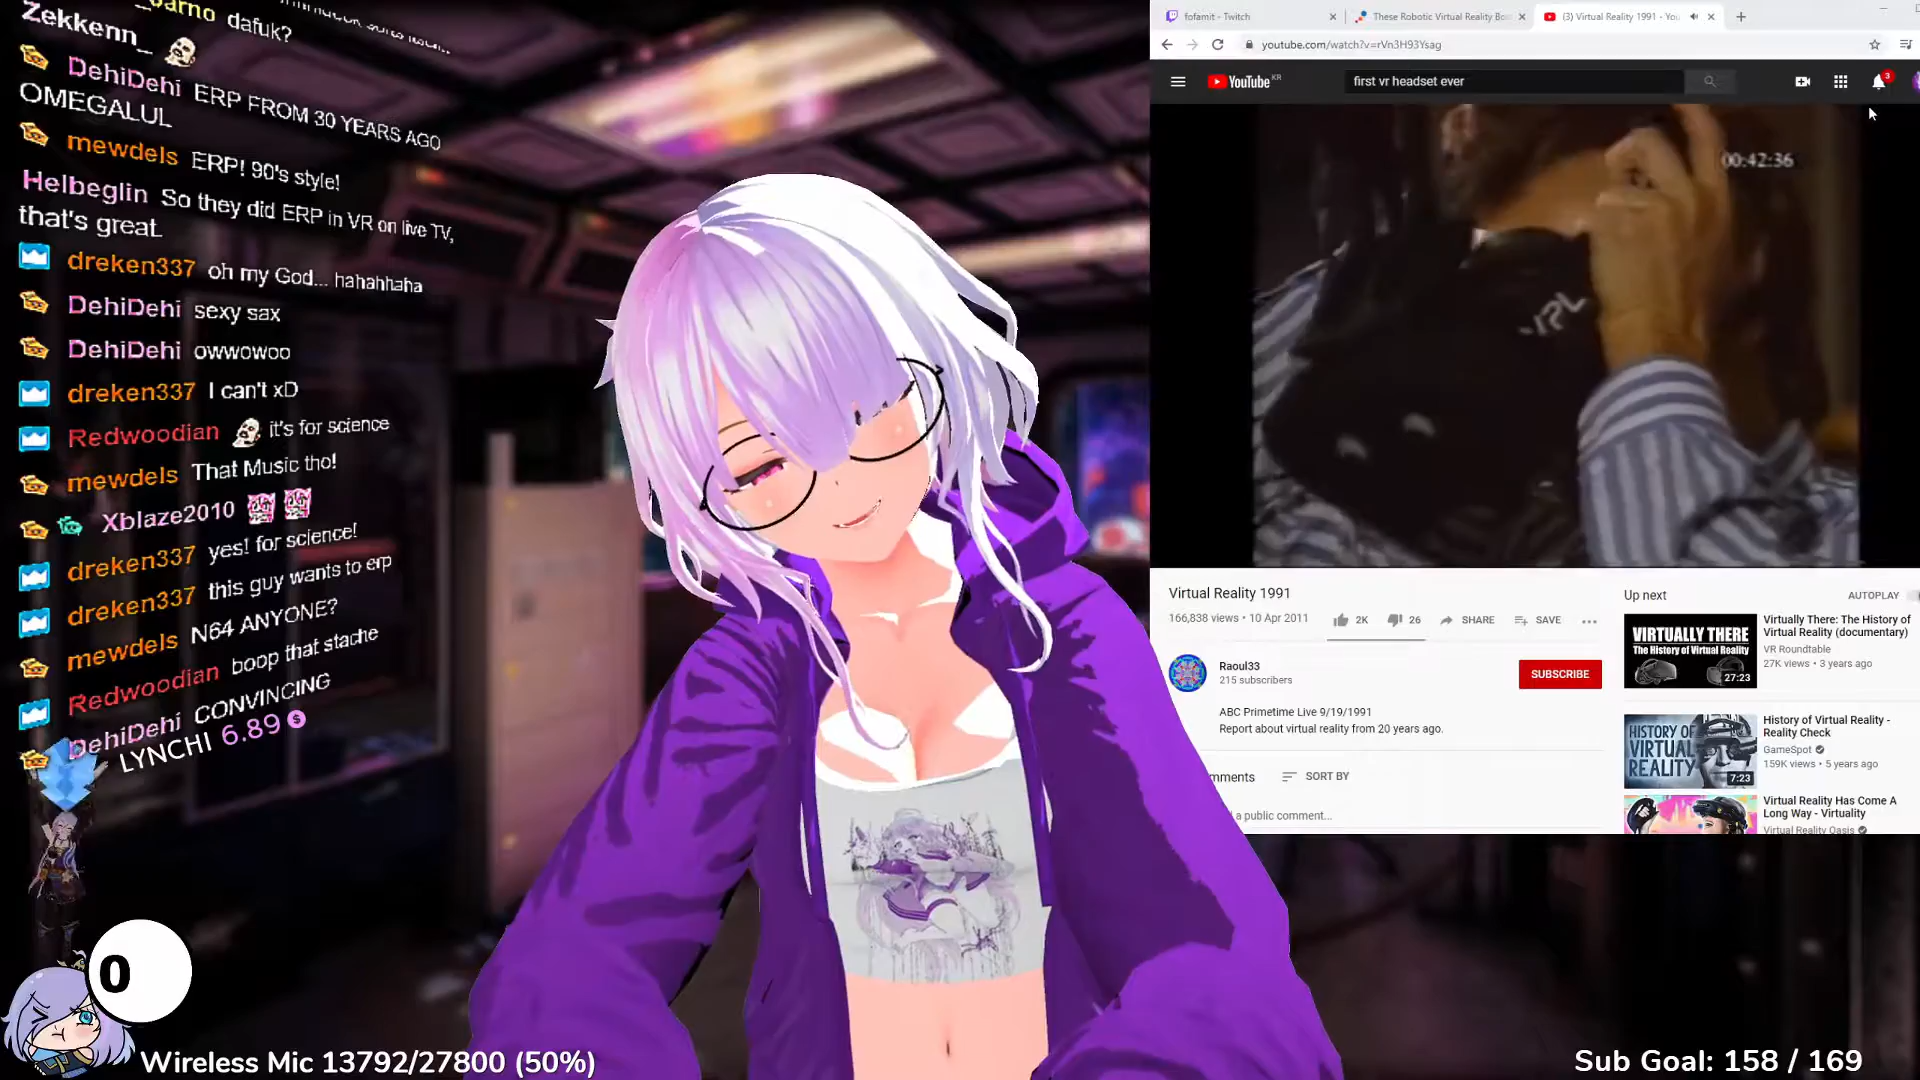 Zekkenn_
dafuk?
DehiDehi ERP FROM 30 YEARS AGO
OMEGALUL
mewdels ERP! 90's style!
Helbeglin So they did ERP in VR on live TV,
that's great.
dreken337 oh my God... hahahhaha
DehiDehi sexy sax
DehiDehi owwowoo
dreken337 I can't xD
Redwoodian it's for science
mewdels That Music tho!
Xblaze2010
dreken337 yes! for science!
dreken337 this guy wants to erp
mewdels N64 ANYONE?
Redwoodian boop that stache
DehiDehi CONVINCING
LYNCHI 6.89
0
Wireless Mic 13792/27800 (50%)
fofamit - Twitch
These Robotic Virtual Reality Boo
(3) Virtual Reality 1991 - You
youtube.com/watch?v=rVn3H93Ysag
YouTube KR
first vr headset ever
3
00:42:36
VPL
Virtual Reality 1991
166,838 views • 10 Apr 2011
2K
26
SHARE
SAVE
Raoul33
215 subscribers
SUBSCRIBE
ABC Primetime Live 9/19/1991
Report about virtual reality from 20 years ago.
mments
SORT BY
a public comment...
Up next
AUTOPLAY
VIRTUALLY THERE
The History of Virtual Reality
27:23
Virtually There: The History of
Virtual Reality (documentary)
VR Roundtable
27K views • 3 years ago
HISTORY OF
VIRTUAL
REALITY
7:23
History of Virtual Reality -
Reality Check
GameSpot
159K views • 5 years ago
Virtual Reality Has Come A
Long Way - Virtuality
Virtual Reality Oasis
Sub Goal: 158 / 169